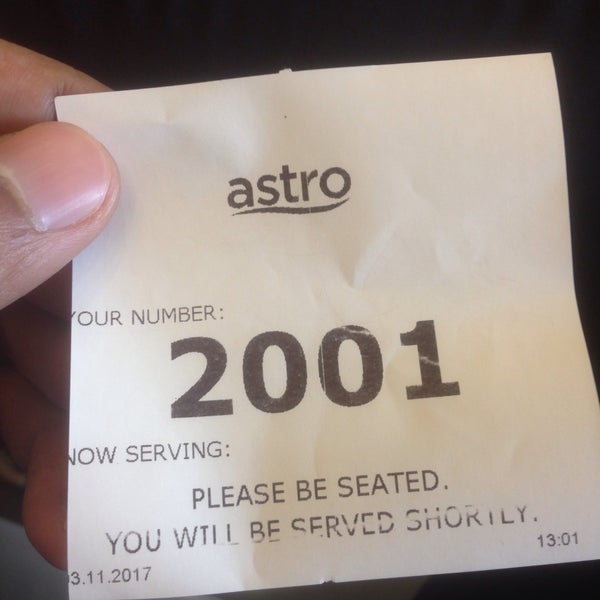 astro
YOUR NUMBER:
2001
NOW SERVING:
PLEASE BE SEATED.
YOU WILL BE SERVED SHORTLY.
3.11.2017 13:01